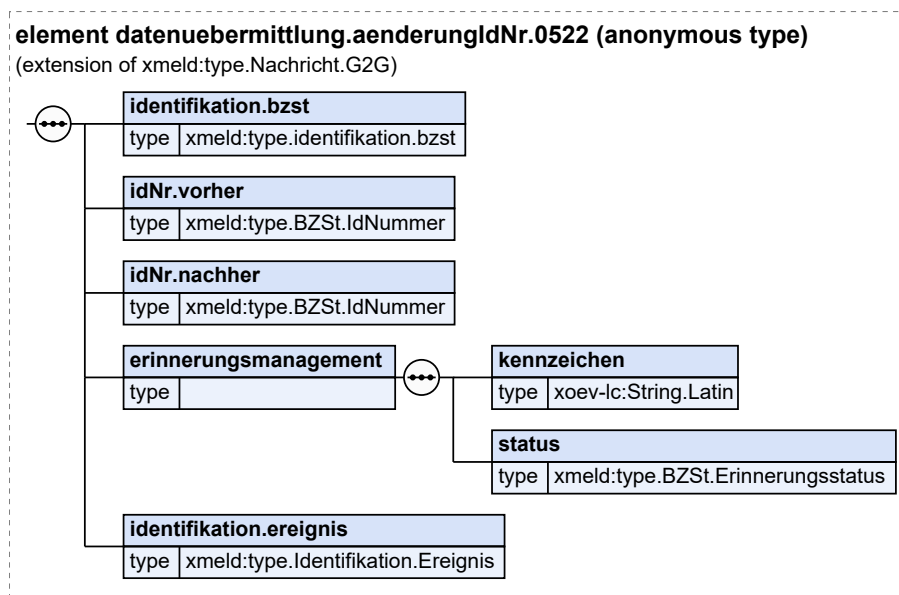 element datenuebermittlung.aenderungIdNr.0522 (anonymous type)
(extension of xmeld:type.Nachricht.G2G)
identifikation.bzst
type xmeld:type.identifikation.bzst
idNr.vorher
type xmeld:type.BZSt.IdNummer
idNr.nachher
type xmeld:type.BZSt.IdNummer
erinnerungsmanagement
type
kennzeichen
type xoev-lc:String.Latin
status
type xmeld:type.BZSt.Erinnerungsstatus
identifikation.ereignis
type xmeld:type.Identifikation.Ereignis